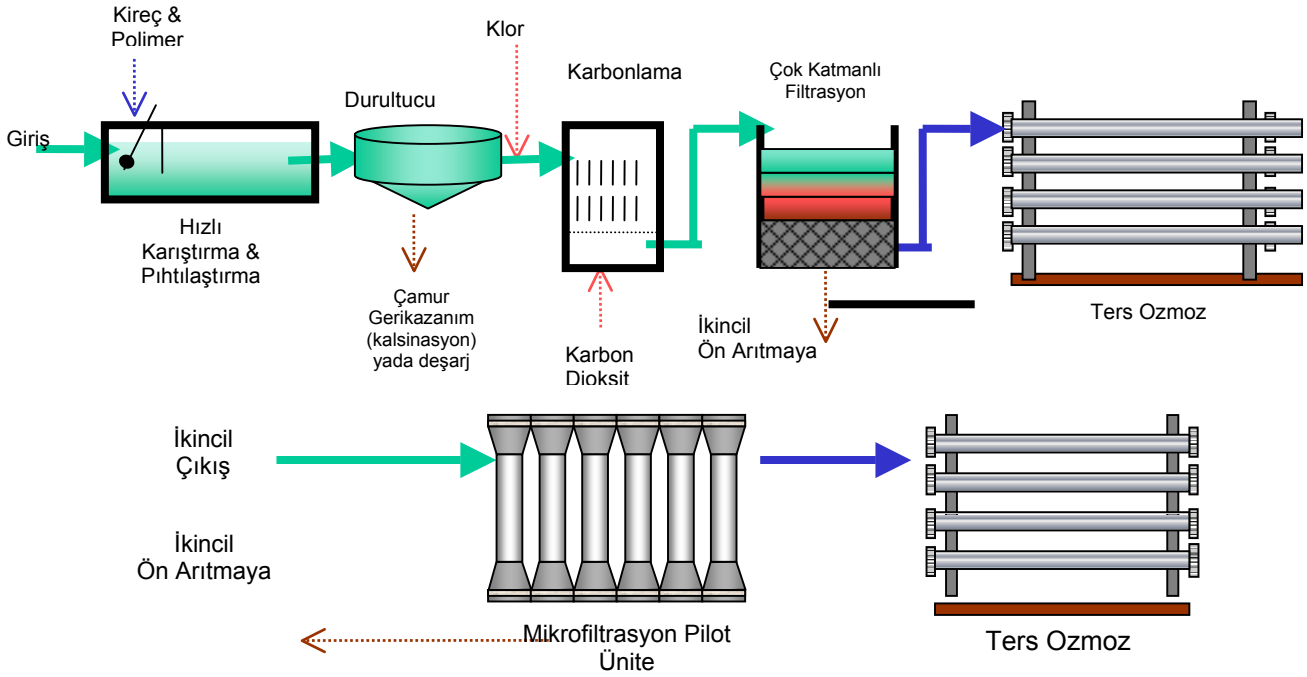 Kireç &
Polimer
Klor
Karbonlama
Çok Katmanlı
Filtrasyon
Durultucu
Giriş
Hızlı
Karıştırma &
Pıhtılaştırma
Çamur
Gerikazanım
(kalsinasyon)
yada deşarj
Karbon
Dioksit
İkincil
Ön Arıtmaya
Ters Ozmoz
İkincil
Çıkış
İkincil
Ön Arıtmaya
Mikrofiltrasyon Pilot
Ünite
Ters Ozmoz